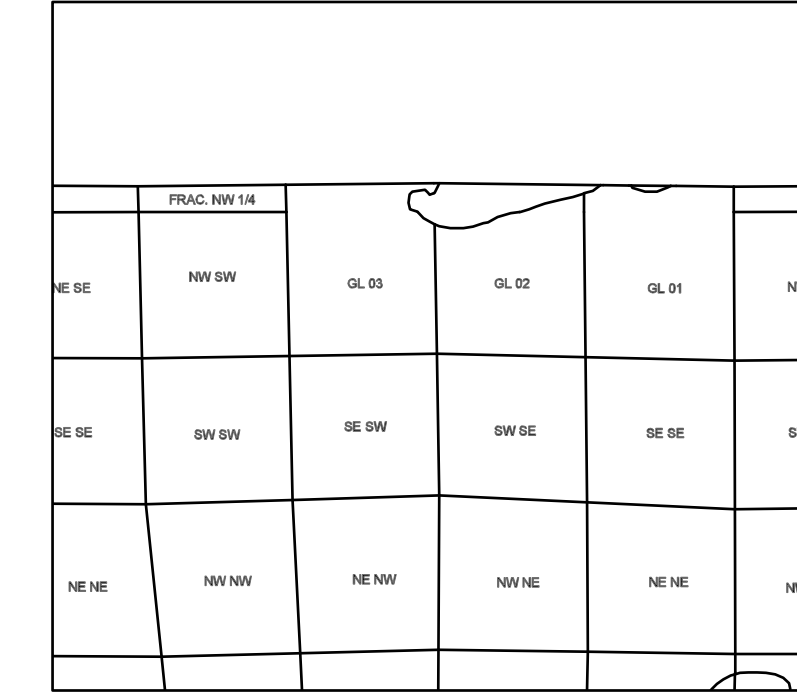 FRAC. NW 1/4
NE SE
NW SW
GL 03
GL 02
GL 01
N
SE SE
SW SW
SE SW
SW SE
SE SE
S
NE NE
NW NW
NE NW
NW NE
NE NE